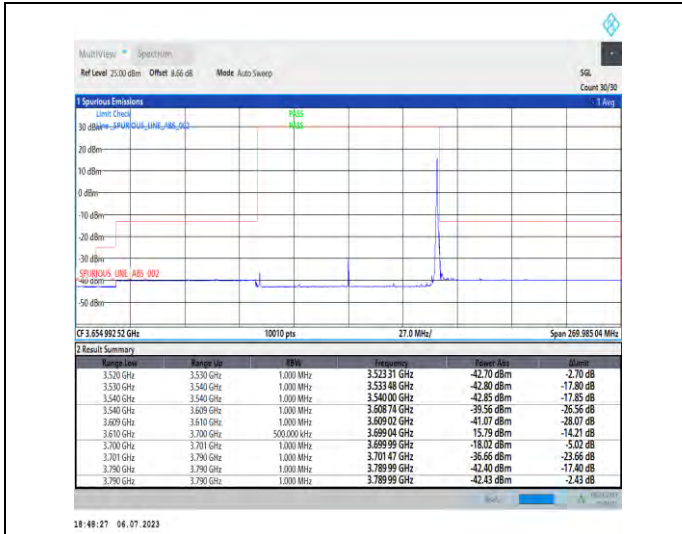 MultiView Spectrum
Ref Level 25.00 dBm Offset 8.66 dB Mode Auto Sweep SGL
Count 30/30
1 Spurious Emissions 1 Avg
Limit Check PASS
30 dBm Line _SPURIOUS_LINE_ABS_002 PASS
20 dBm
10 dBm
0 dBm
-10 dBm
-20 dBm
-30 dBm
SPURIOUS_LINE_ABS_002
-40 dBm
-50 dBm
CF 3.654 992 52 GHz 10010 pts 27.0 MHz/ Span 269.985 04 MHz
2 Result Summary
Range Low Range Up RBW Frequency Power Abs ΔLimit
3.520 GHz 3.530 GHz 1.000 MHz 3.523 31 GHz -42.70 dBm -2.70 dB
3.530 GHz 3.540 GHz 1.000 MHz 3.533 48 GHz -42.80 dBm -17.80 dB
3.540 GHz 3.540 GHz 1.000 MHz 3.540 00 GHz -42.85 dBm -17.85 dB
3.540 GHz 3.609 GHz 1.000 MHz 3.608 74 GHz -39.56 dBm -26.56 dB
3.609 GHz 3.610 GHz 1.000 MHz 3.609 02 GHz -41.07 dBm -28.07 dB
3.610 GHz 3.700 GHz 500.000 kHz 3.699 04 GHz 15.79 dBm -14.21 dB
3.700 GHz 3.701 GHz 1.000 MHz 3.699 99 GHz -18.02 dBm -5.02 dB
3.701 GHz 3.790 GHz 1.000 MHz 3.701 47 GHz -36.66 dBm -23.66 dB
3.790 GHz 3.790 GHz 1.000 MHz 3.789 99 GHz -42.40 dBm -17.40 dB
3.790 GHz 3.790 GHz 1.000 MHz 3.789 99 GHz -42.43 dBm -2.43 dB
18:48:27 06.07.2023